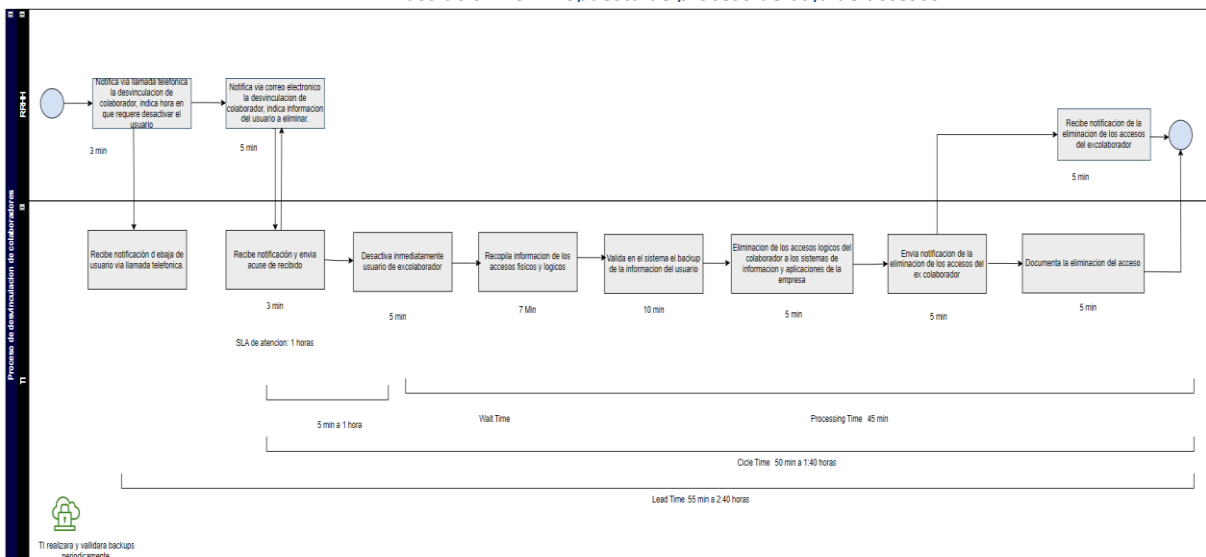 Proceso de desvinculacion de colaboradores
RRHH
Notifica via llamada telefonica
la desvinculacion de
colaborador, indica hora en
que requere desactivar el
usuario
3 min
Notifica via correo electronico
la desvinculacion de
colaborador, indica informacion
del usuario a eliminar.
5 min
Recibe notificacion de la
eliminacion de los accesos
del excolaborador
5 min
TI
Recibe notificación d ebaja de
usuario via llamada telefonica.
Recibe notificación y envia
acuse de recibido
3 min
SLA de atencion: 1 horas
Desactiva inmediatamente
usuario de excolaborador
5 min
Recopila informacion de los
accesos fisicos y logicos
7 Min
Valida en el sistema el backup
de la informacion del usuario
10 min
Eliminacion de los accesos logicos del
colaborador a los sistemas de
informacion y aplicaciones de la
empresa
5 min
Envia notificacion de la
eliminacion de los accesos del
ex colaborador
5 min
Documenta la eliminacion del acceso
5 min
5 min a 1 hora
Wait Time
Processing Time 45 min
Cicle Time 50 min a 1:40 horas
Lead Time 55 min a 2:40 horas
TI realizara y vallidara backups
periodicamente